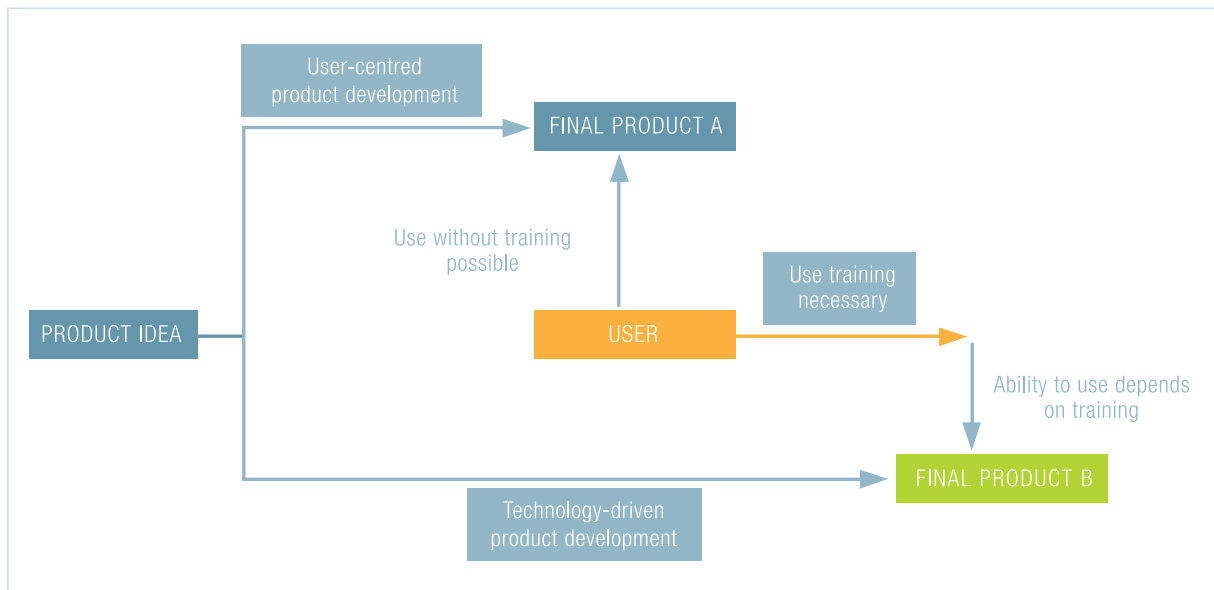 User-centred
product development
FINAL PRODUCT A
Use without training
possible
Use training
necessary
PRODUCT IDEA
USER
Ability to use depends
on training
FINAL PRODUCT B
Technology-driven
product development